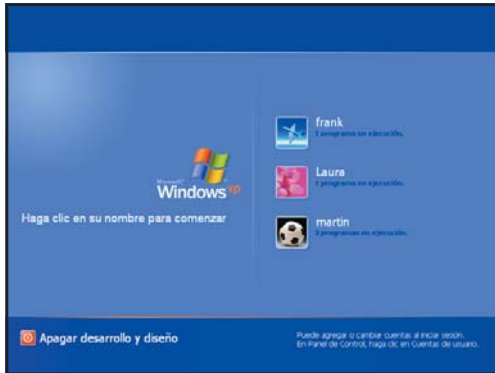 frank
1 programa en ejecución.
Laura
1 programa en ejecución.
Microsoft
Windows xp
Haga clic en su nombre para comenzar
martin
3 programas en ejecución.
Apagar desarrollo y diseño
Puede agregar o cambiar cuentas al iniciar sesión.
En Panel de Control, haga clic en Cuentas de usuario.